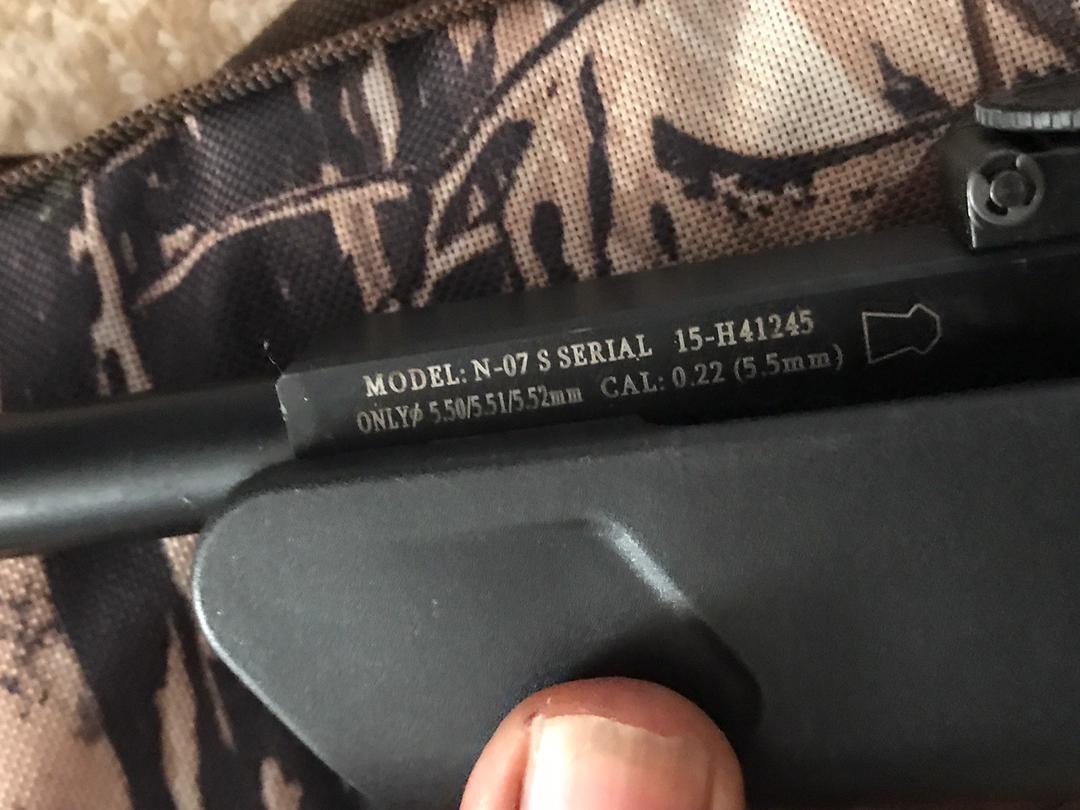 MODEL: N-07 S SERIAL 15-H41245
ONLYϕ 5.50/5.51/5.52mm CAL: 0.22 (5.5mm)